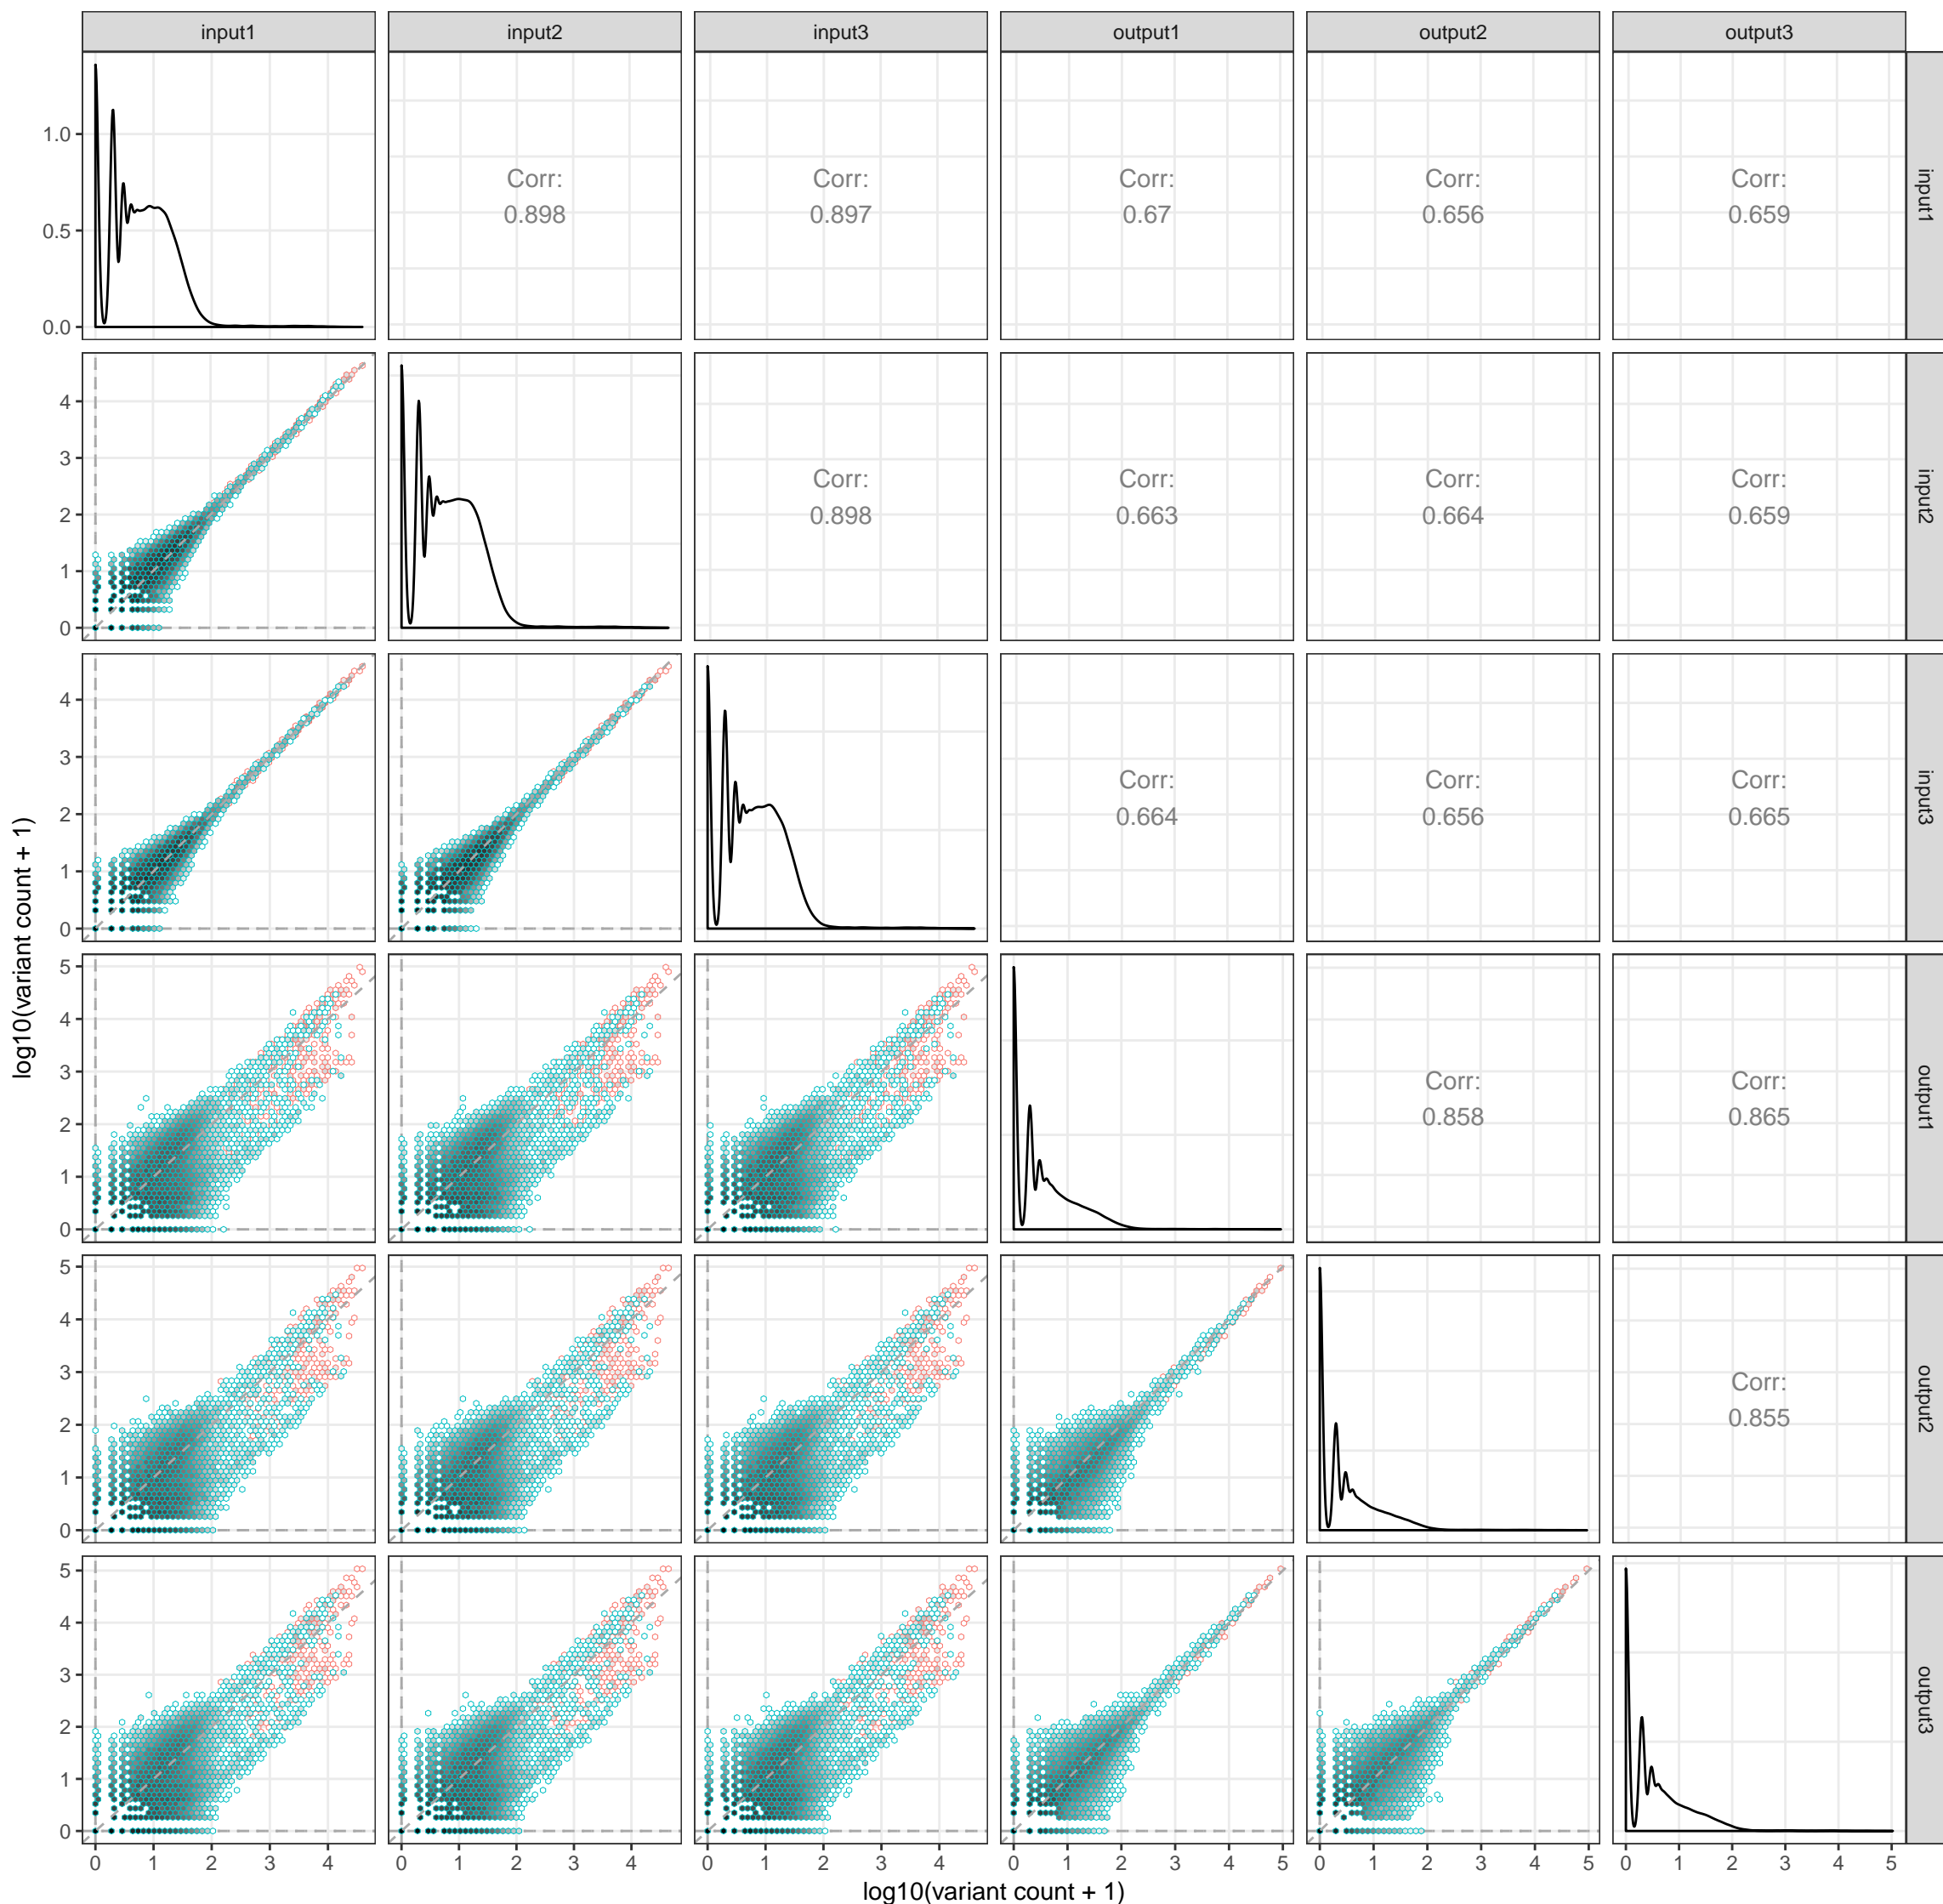 input1 input2 input3 output1 output2 output3
1.0
0.5
0.0
Corr:
0.898
Corr:
0.897
Corr:
0.67
Corr:
0.656
Corr:
0.659
input1
4
3
2
1
0
Corr:
0.898
Corr:
0.663
Corr:
0.664
Corr:
0.659
input2
4
3
2
1
0
Corr:
0.664
Corr:
0.656
Corr:
0.665
input3
log10(variant count + 1)
5
4
3
2
1
0
Corr:
0.858
Corr:
0.865
output1
5
4
3
2
1
0
Corr:
0.855
output2
5
4
3
2
1
0
output3
0 1 2 3 4 0 1 2 3 4 0 1 2 3 4 0 1 2 3 4 5 0 1 2 3 4 5 0 1 2 3 4 5
log10(variant count + 1)